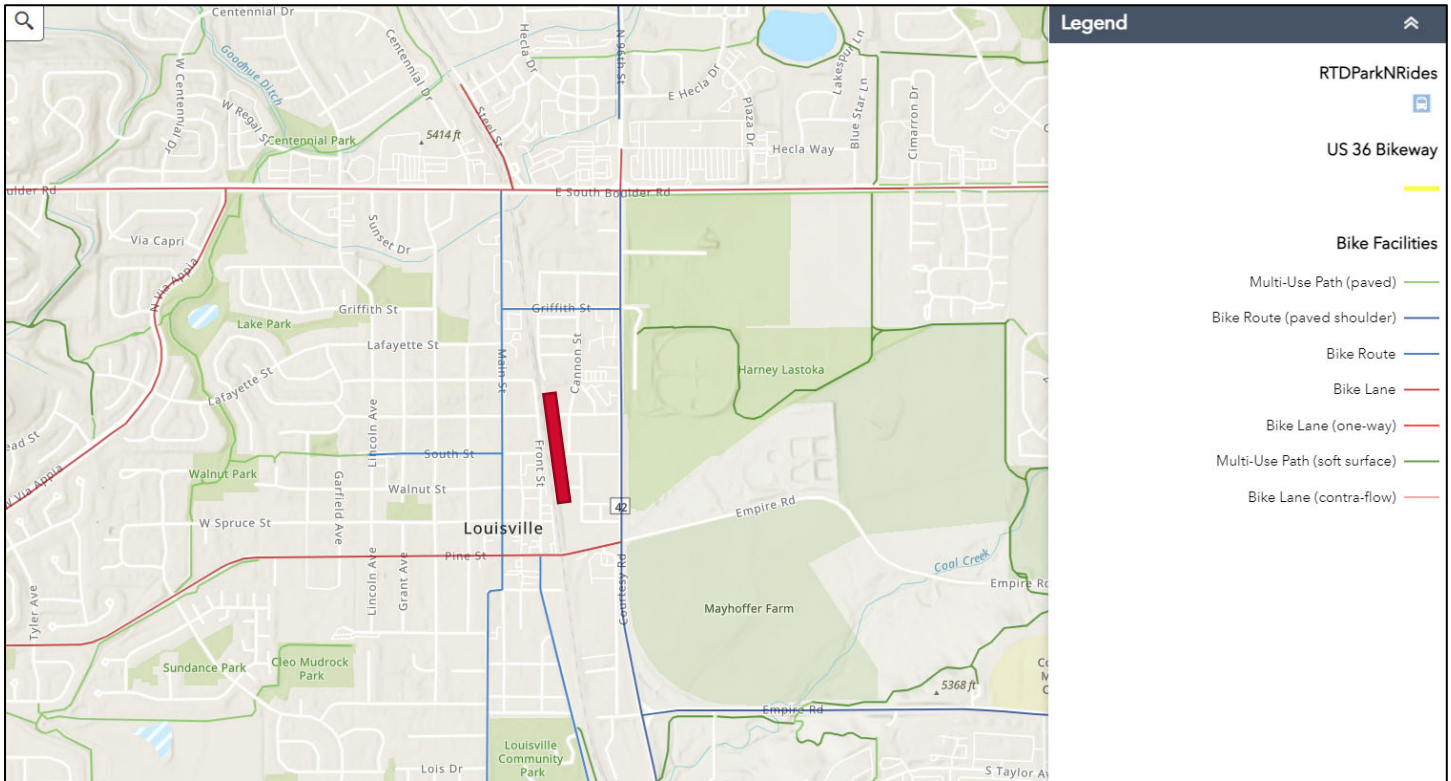 Centennial Dr
Goodhue Ditch
W Centennial Dr
W Regal St
Centennial Park
Centennial Dr
5414 ft
Steel St
Hecla Dr
N 96th St
E Hecla Dr
Plaza Dr
Lakespur Ln
Blue Star Ln
Cimarron Dr
Hecla Way
ulder Rd
E South Boulder Rd
Via Capri
Sunset Dr
N Via Appia
Griffith St
Griffith St
Lake Park
Lafayette St
Main St
Cannon St
Harney Lastoka
Lafayette St
Lincoln Ave
ead St
Front St
South St
Walnut Park
N Via Appia
Garfield Ave
Walnut St
W Spruce St
Louisville
42
Empire Rd
Pine St
Lincoln Ave
Grant Ave
Courtesy Rd
Coal Creek
Empire Rd
Tyler Ave
Mayhoffer Farm
Sundance Park
Cleo Mudrock
Park
5368 ft
Empire Rd
Louisville
Community
Park
Lois Dr
S Taylor Av
Legend
RTDParkNRides
US 36 Bikeway
Bike Facilities
Multi-Use Path (paved)
Bike Route (paved shoulder)
Bike Route
Bike Lane
Bike Lane (one-way)
Multi-Use Path (soft surface)
Bike Lane (contra-flow)